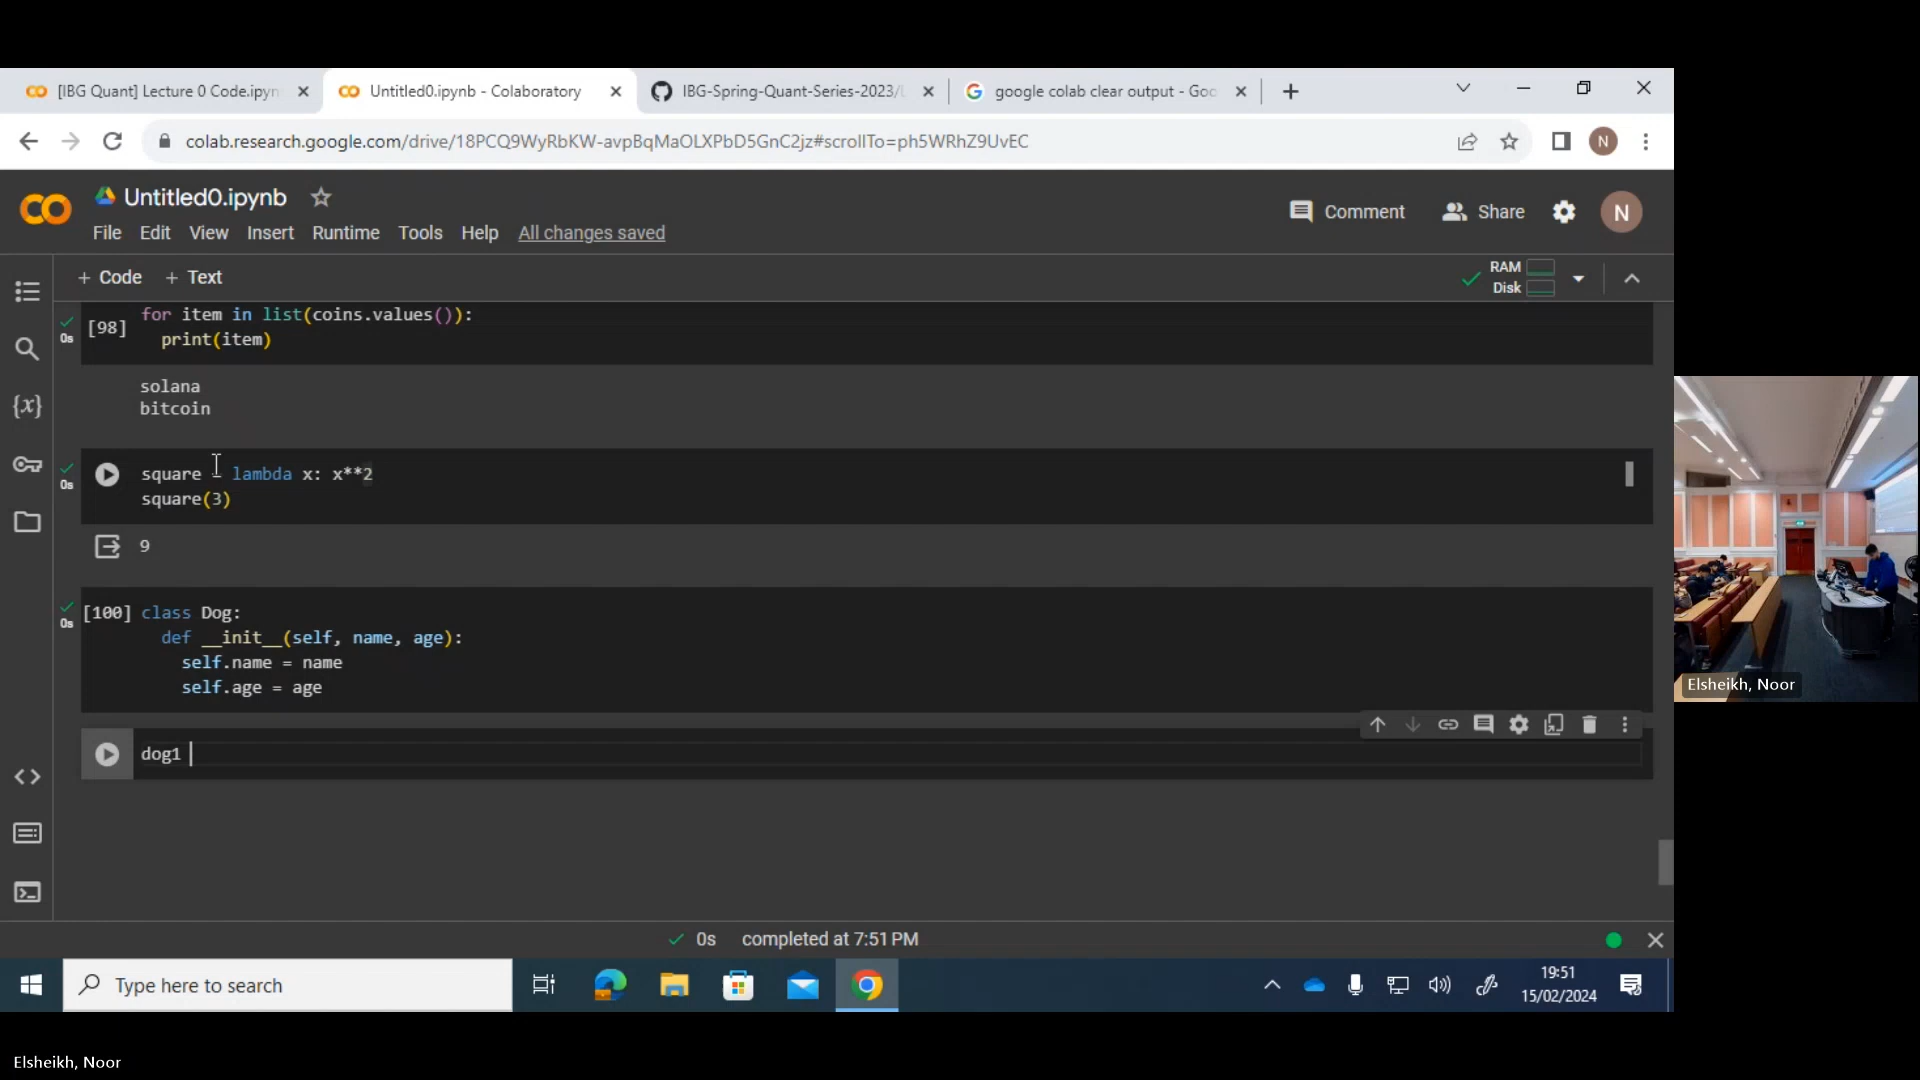 [IBG Quant] Lecture 0 Code.ipyn
Untitled0.ipynb - Colaboratory
IBG-Spring-Quant-Series-2023/L
google colab clear output - Goo
colab.research.google.com/drive/18PCQ9WyRbKW-avpBqMaOLXPbD5GnC2jz#scrollTo=ph5WRhZ9UvEC
N
Untitled0.ipynb
File Edit View Insert Runtime Tools Help All changes saved
Comment
Share
N
+ Code + Text
RAM
Disk
[98]
0s
for item in list(coins.values()):
print(item)
solana
bitcoin
0s
square lambda x: x**2
square(3)
9
[100]
0s
class Dog:
def __init__(self, name, age):
self.name = name
self.age = age
dog1
0s completed at 7:51 PM
Type here to search
19:51
15/02/2024
Elsheikh, Noor
Elsheikh, Noor